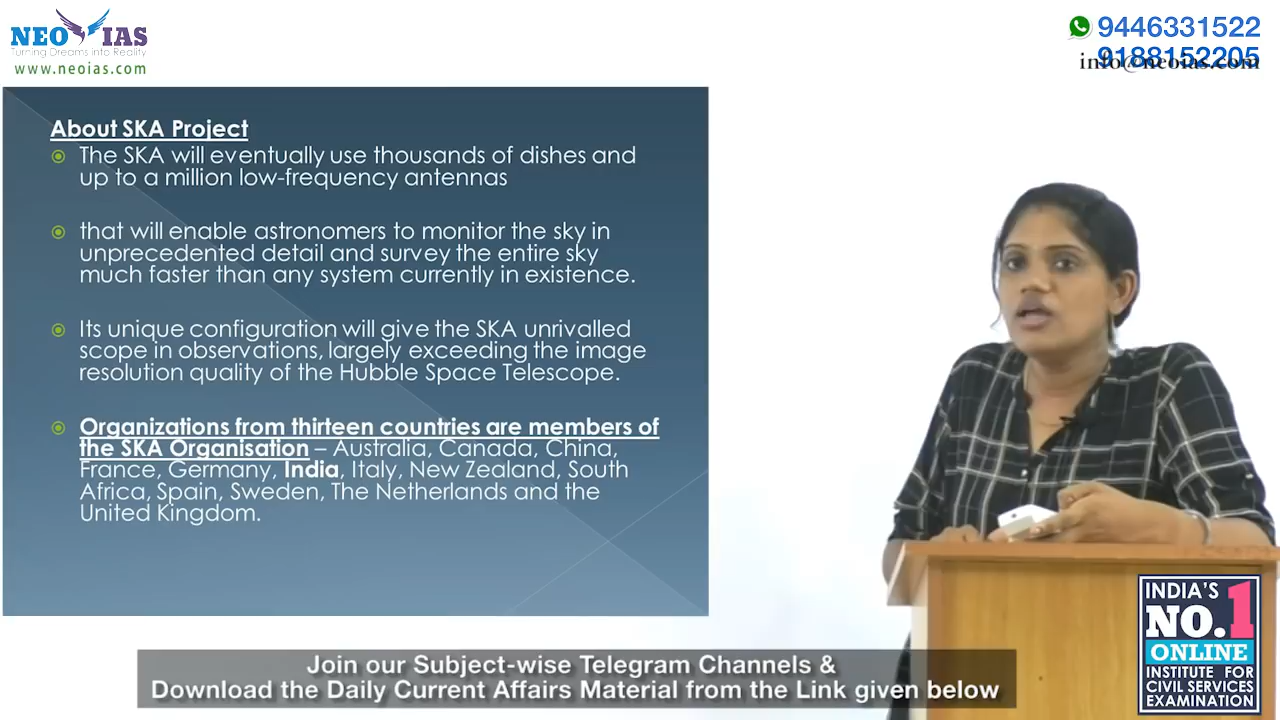 NEO IAS
Turning Dreams into Reality
www.neoias.com
9446331522
9188152205
info@neoias.com
About SKA Project
The SKA will eventually use thousands of dishes and
up to a million low-frequency antennas
that will enable astronomers to monitor the sky in
unprecedented detail and survey the entire sky
much faster than any system currently in existence.
Its unique configuration will give the SKA unrivalled
scope in observations, largely exceeding the image
resolution quality of the Hubble Space Telescope.
Organizations from thirteen countries are members of
the SKA Organisation – Australia, Canada, China,
France, Germany, India, Italy, New Zealand, South
Africa, Spain, Sweden, The Netherlands and the
United Kingdom.
INDIA'S
NO.1
ONLINE
INSTITUTE FOR
CIVIL SERVICES
EXAMINATION
Join our Subject-wise Telegram Channels &
Download the Daily Current Affairs Material from the Link given below